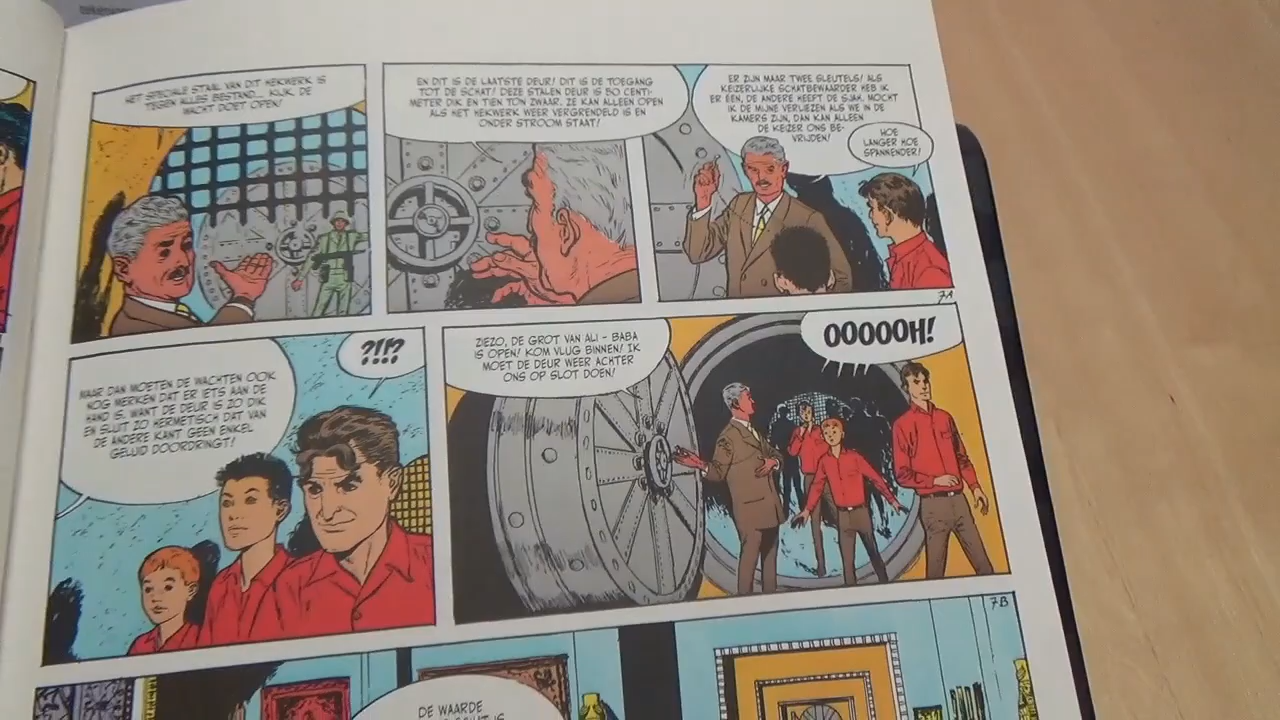 HET SPECIALE STAAL VAN DIT HEKWERK IS
TEGEN ALLES BESTAND... KIJK, DE
WACHT DOET OPEN!
EN DIT IS DE LAATSTE DEUR! DIT IS DE TOEGANG
TOT DE SCHAT! DEZE STALEN DEUR IS 80 CENTI-
METER DIK EN TIEN TON ZWAAR. ZE KAN ALLEEN OPEN
ALS HET HEKWERK WEER VERGRENDELD IS EN
ONDER STROOM STAAT!
ER ZIJN MAAR TWEE SLEUTELS! ALS
KEIZERLIJKE SCHATBEWAARDER HEB IK
ER EEN, DE ANDERE HEEFT DE SJAH. MOCHT
IK DE MIJNE VERLIEZEN ALS WE IN DE
KAMERS ZIJN, DAN KAN ALLEEN
DE KEIZER ONS BE-
VRIJDEN!
HOE
LANGER HOE
SPANNENDER!
7A
MAAR DAN MOETEN DE WACHTEN OOK
NOG MERKEN DAT ER IETS AAN DE
HAND IS. WANT DE DEUR IS ZO DIK
EN SLUIT ZO HERMETISCH DAT VAN
DE ANDERE KANT GEEN ENKEL
GELUID DOORDRINGT!
?!!?
ZIEZO, DE GROT VAN ALI - BABA
IS OPEN! KOM VLUG BINNEN! IK
MOET DE DEUR WEER ACHTER
ONS OP SLOT DOEN!
OOOOOH!
7B
DE WAARDE